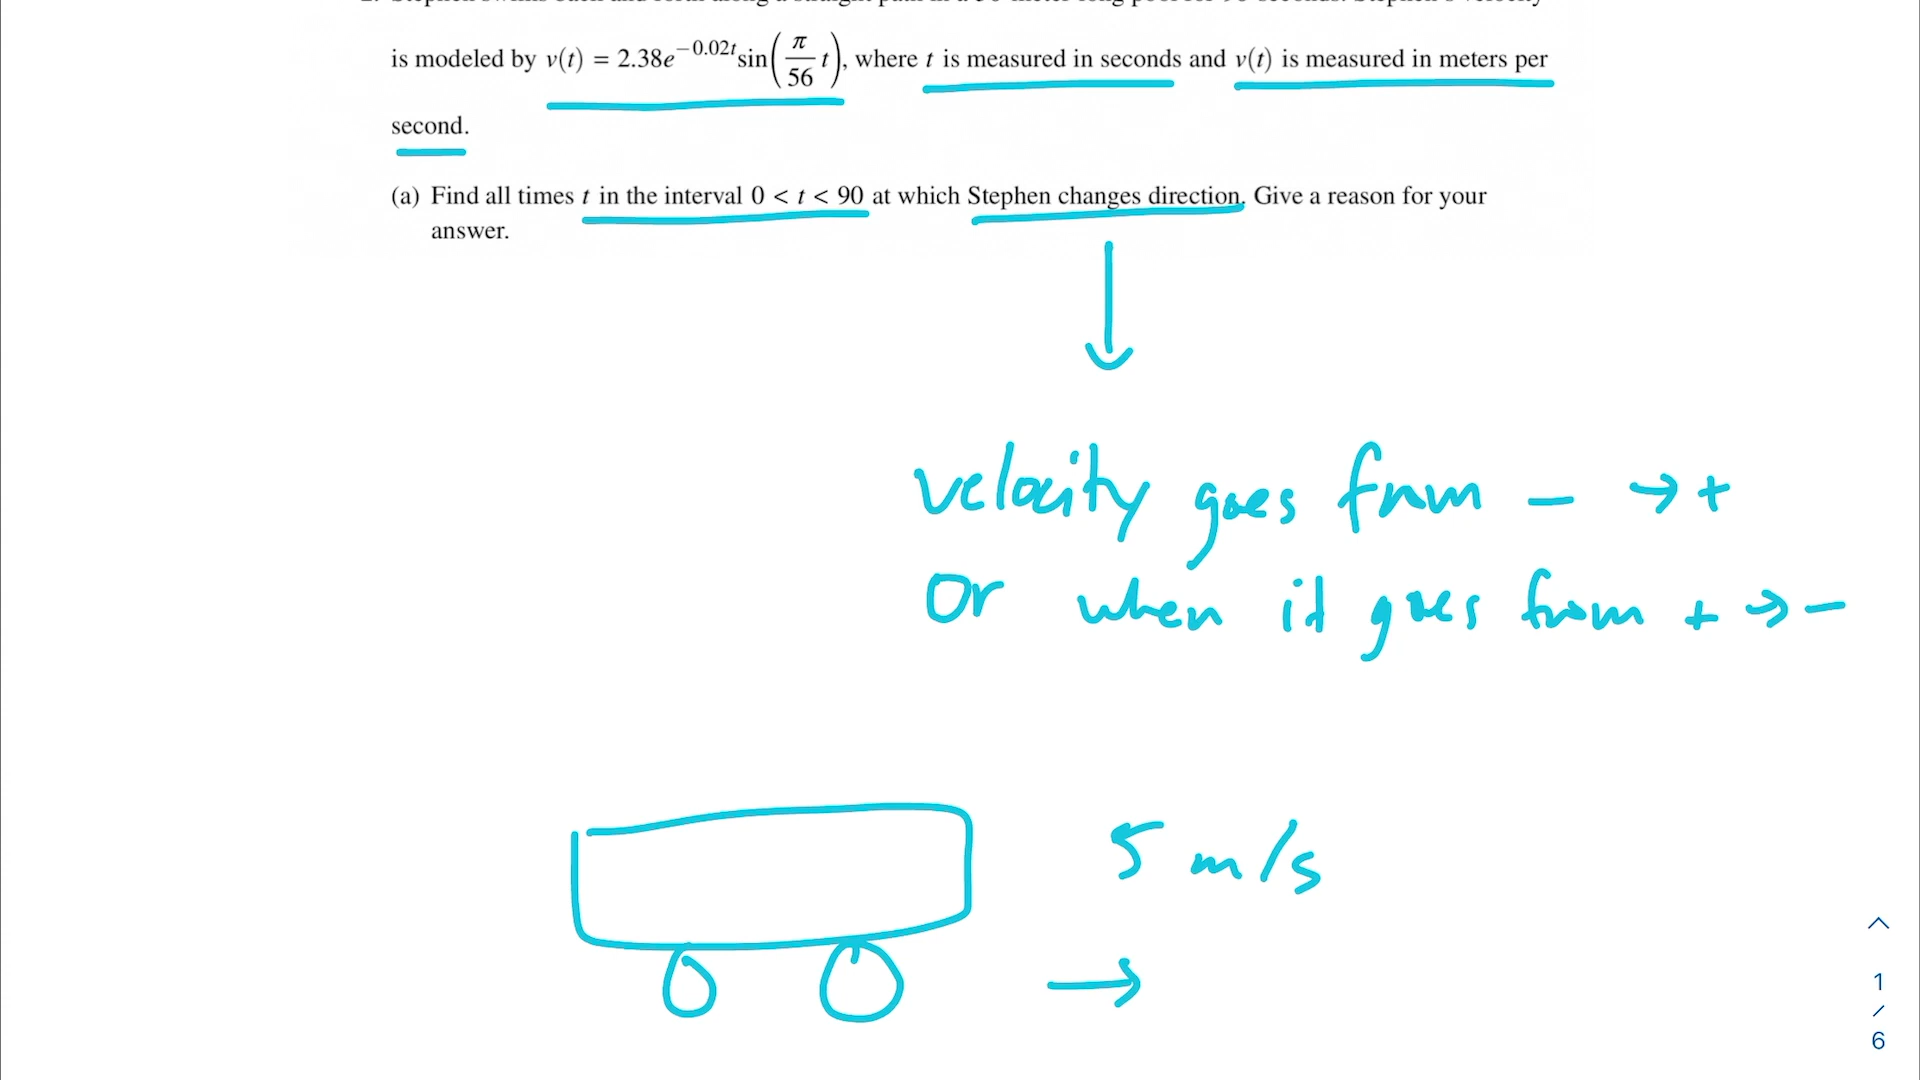 is modeled by v(t) = 2.38e^{-0.02t} sin(π/56 t), where t is measured in seconds and v(t) is measured in meters per
second.
(a) Find all times t in the interval 0 < t < 90 at which Stephen changes direction. Give a reason for your
answer.
velocity goes from − → +
Or when it goes from + → −
5 m/s
1
/
6